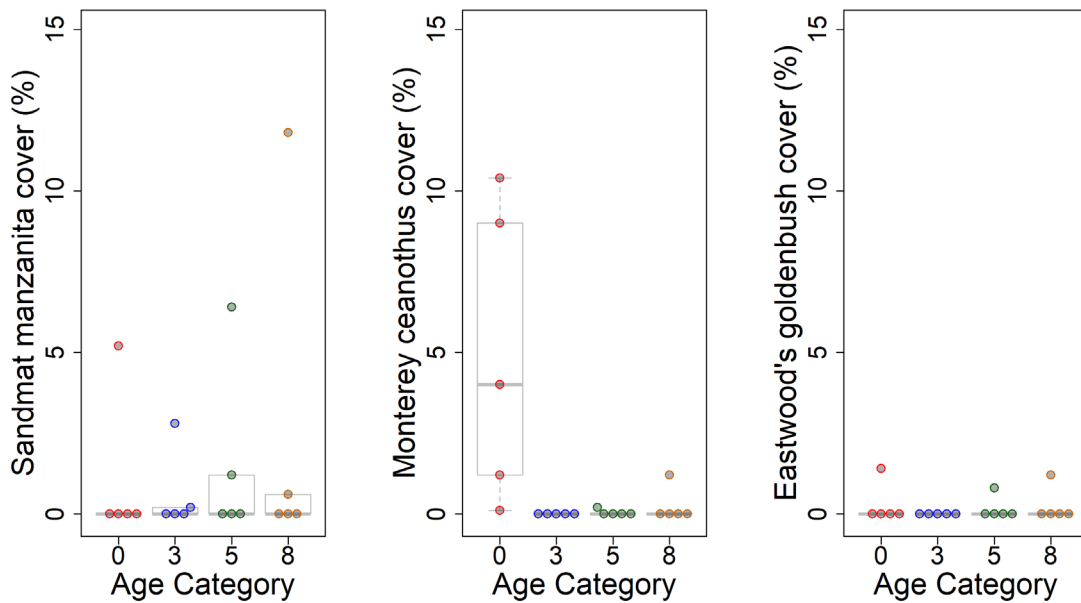 Sandmat manzanita cover (%)
15
10
5
0
0 3 5 8
Age Category
Monterey ceanothus cover (%)
15
10
5
0
0 3 5 8
Age Category
Eastwood's goldenbush cover (%)
15
10
5
0
0 3 5 8
Age Category